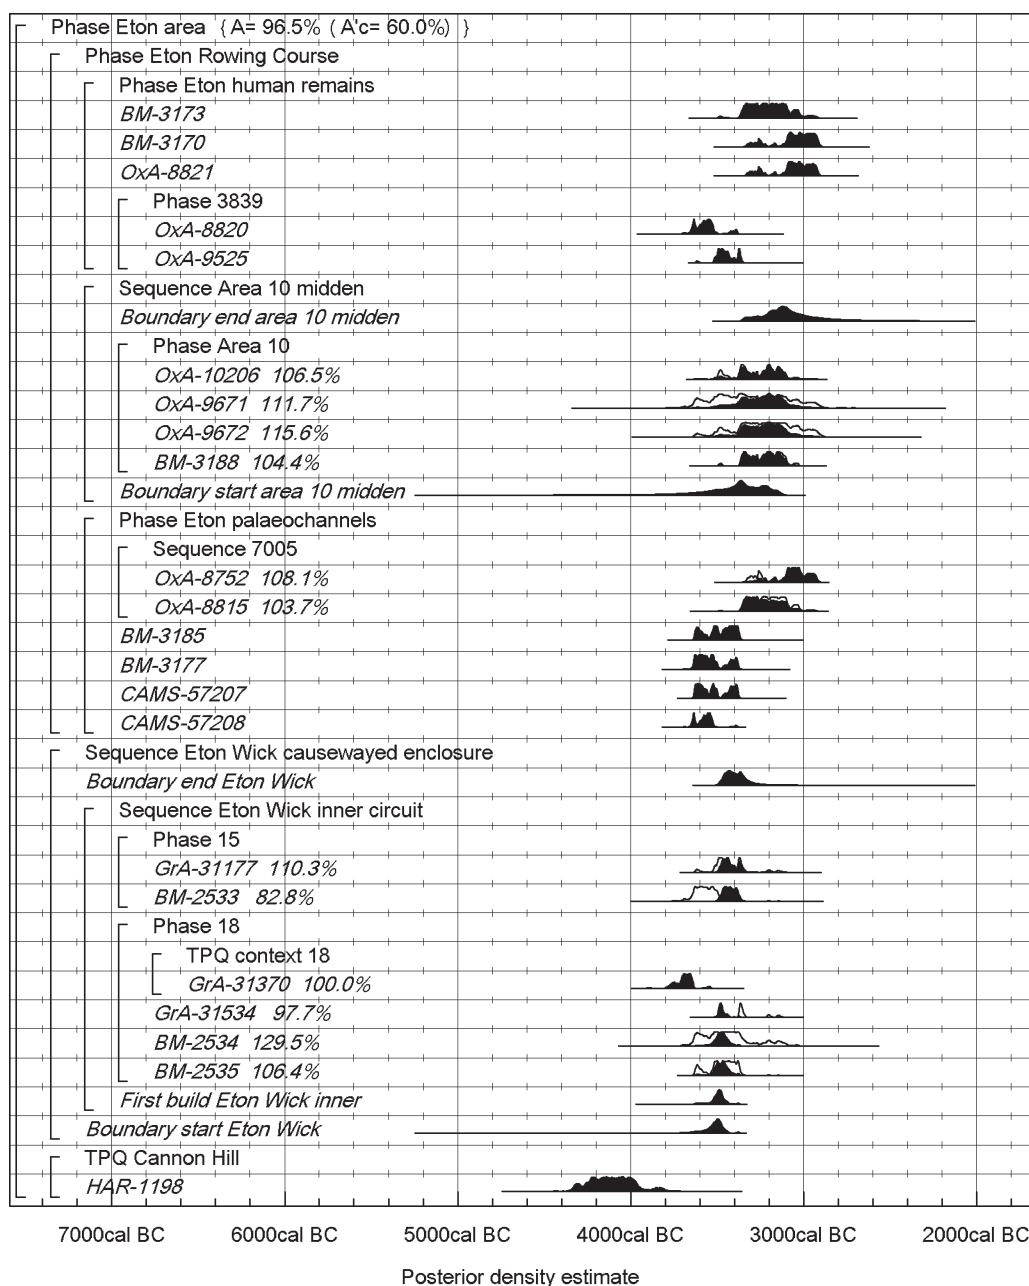 Phase Eton area { A= 96.5% ( A'c= 60.0%) }
Phase Eton Rowing Course
Phase Eton human remains
BM-3173
BM-3170
OxA-8821
Phase 3839
OxA-8820
OxA-9525
Sequence Area 10 midden
Boundary end area 10 midden
Phase Area 10
OxA-10206 106.5%
OxA-9671 111.7%
OxA-9672 115.6%
BM-3188 104.4%
Boundary start area 10 midden
Phase Eton palaeochannels
Sequence 7005
OxA-8752 108.1%
OxA-8815 103.7%
BM-3185
BM-3177
CAMS-57207
CAMS-57208
Sequence Eton Wick causewayed enclosure
Boundary end Eton Wick
Sequence Eton Wick inner circuit
Phase 15
GrA-31177 110.3%
BM-2533 82.8%
Phase 18
TPQ context 18
GrA-31370 100.0%
GrA-31534 97.7%
BM-2534 129.5%
BM-2535 106.4%
First build Eton Wick inner
Boundary start Eton Wick
TPQ Cannon Hill
HAR-1198
7000cal BC 6000cal BC 5000cal BC 4000cal BC 3000cal BC 2000cal BC
Posterior density estimate